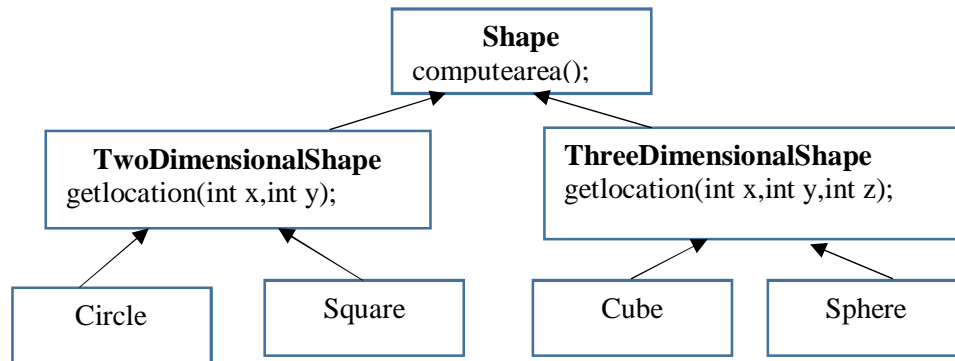 Shape
computearea();
TwoDimensionalShape
getlocation(int x,int y);
ThreeDimensionalShape
getlocation(int x,int y,int z);
Circle
Square
Cube
Sphere